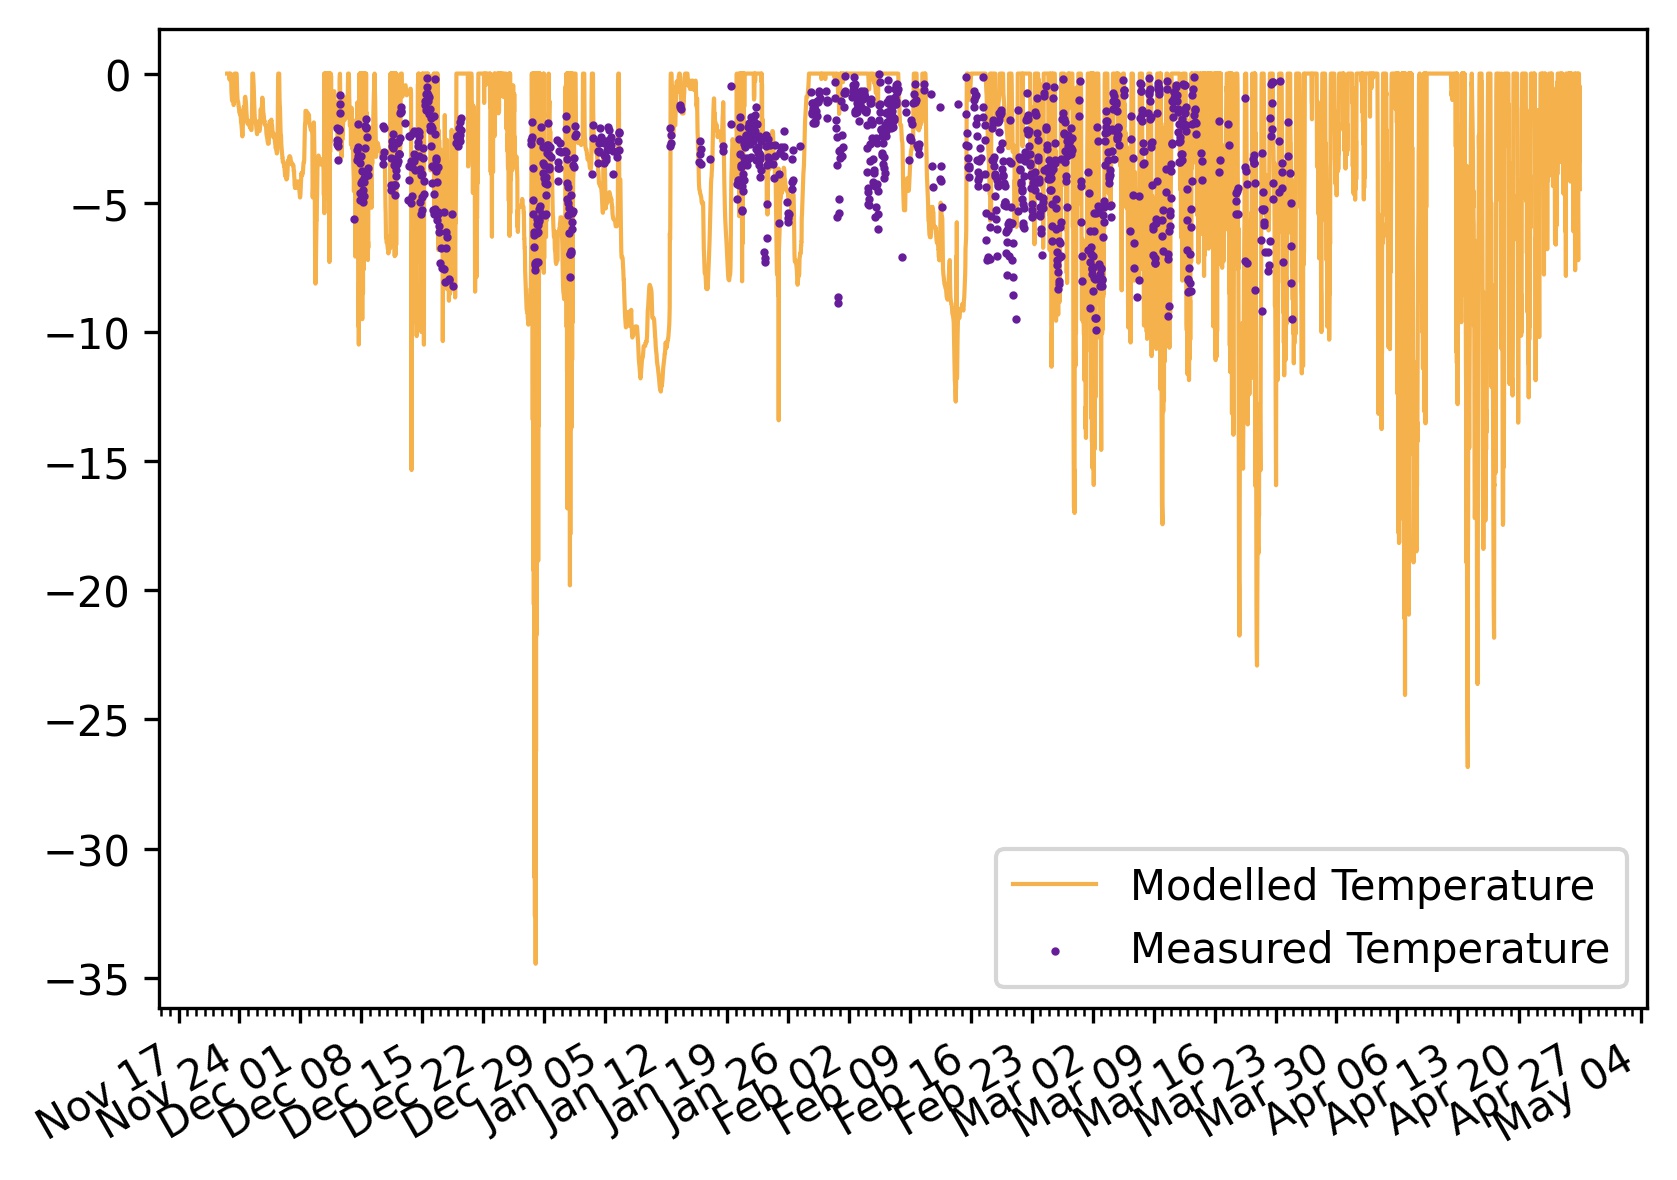 0
−5
−10
−15
−20
−25
−30
−35
Modelled Temperature
Measured Temperature
Nov 17
Nov 24
Dec 01
Dec 08
Dec 15
Dec 22
Dec 29
Jan 05
Jan 12
Jan 19
Jan 26
Feb 02
Feb 09
Feb 16
Feb 23
Mar 02
Mar 09
Mar 16
Mar 23
Mar 30
Apr 06
Apr 13
Apr 20
Apr 27
May 04